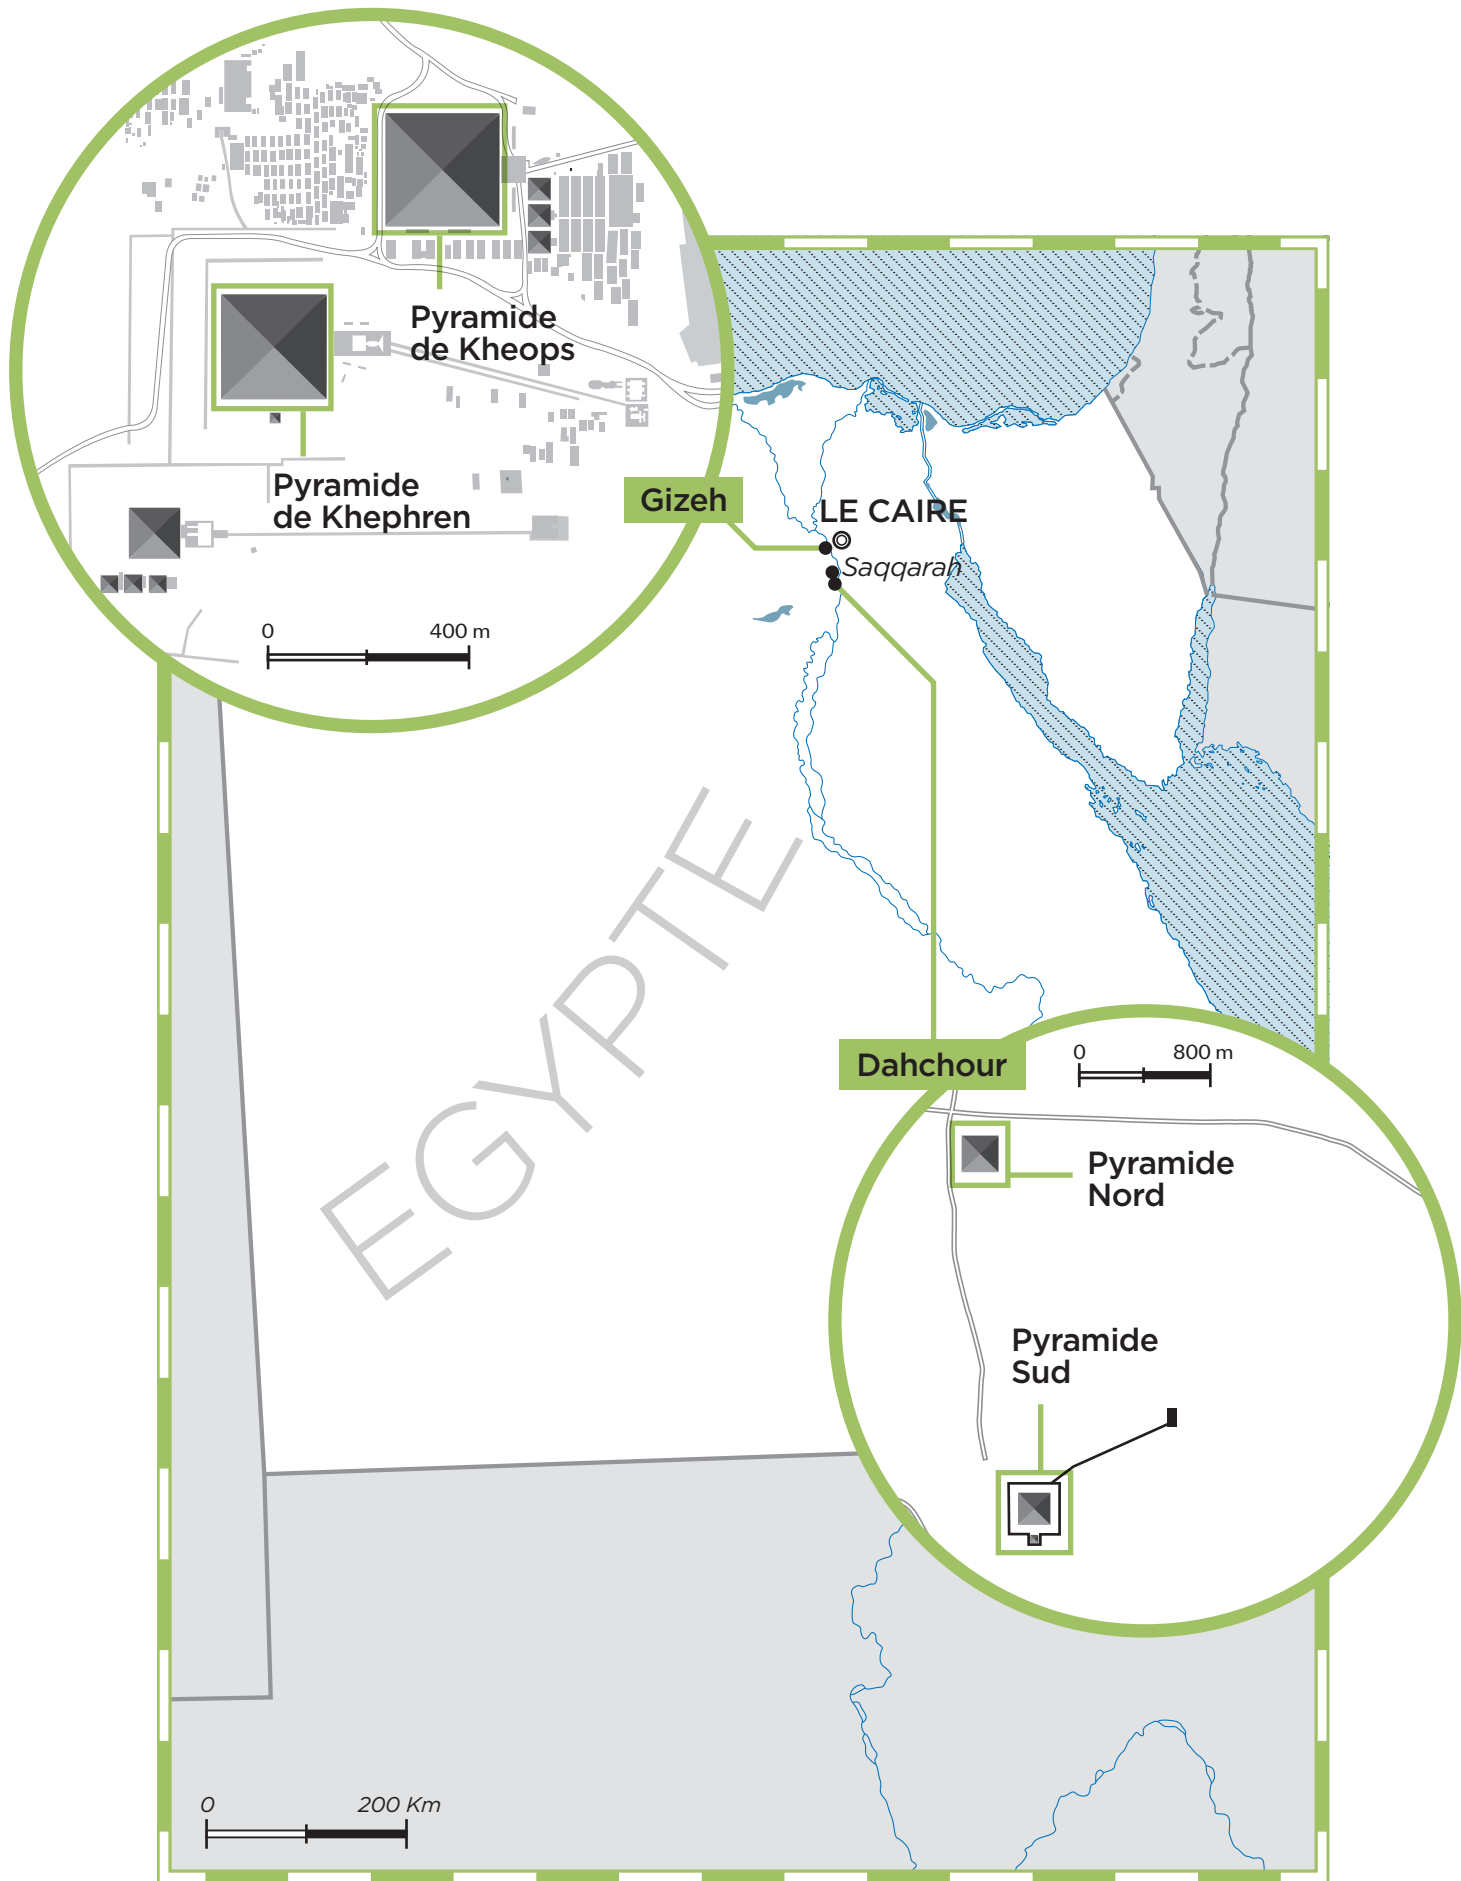 Pyramide
de Kheops
Pyramide
de Khephren
0 400 m
Gizeh
LE CAIRE
Saqqarah
EGYPTE
Dahchour
0 800 m
Pyramide
Nord
Pyramide
Sud
0 200 Km